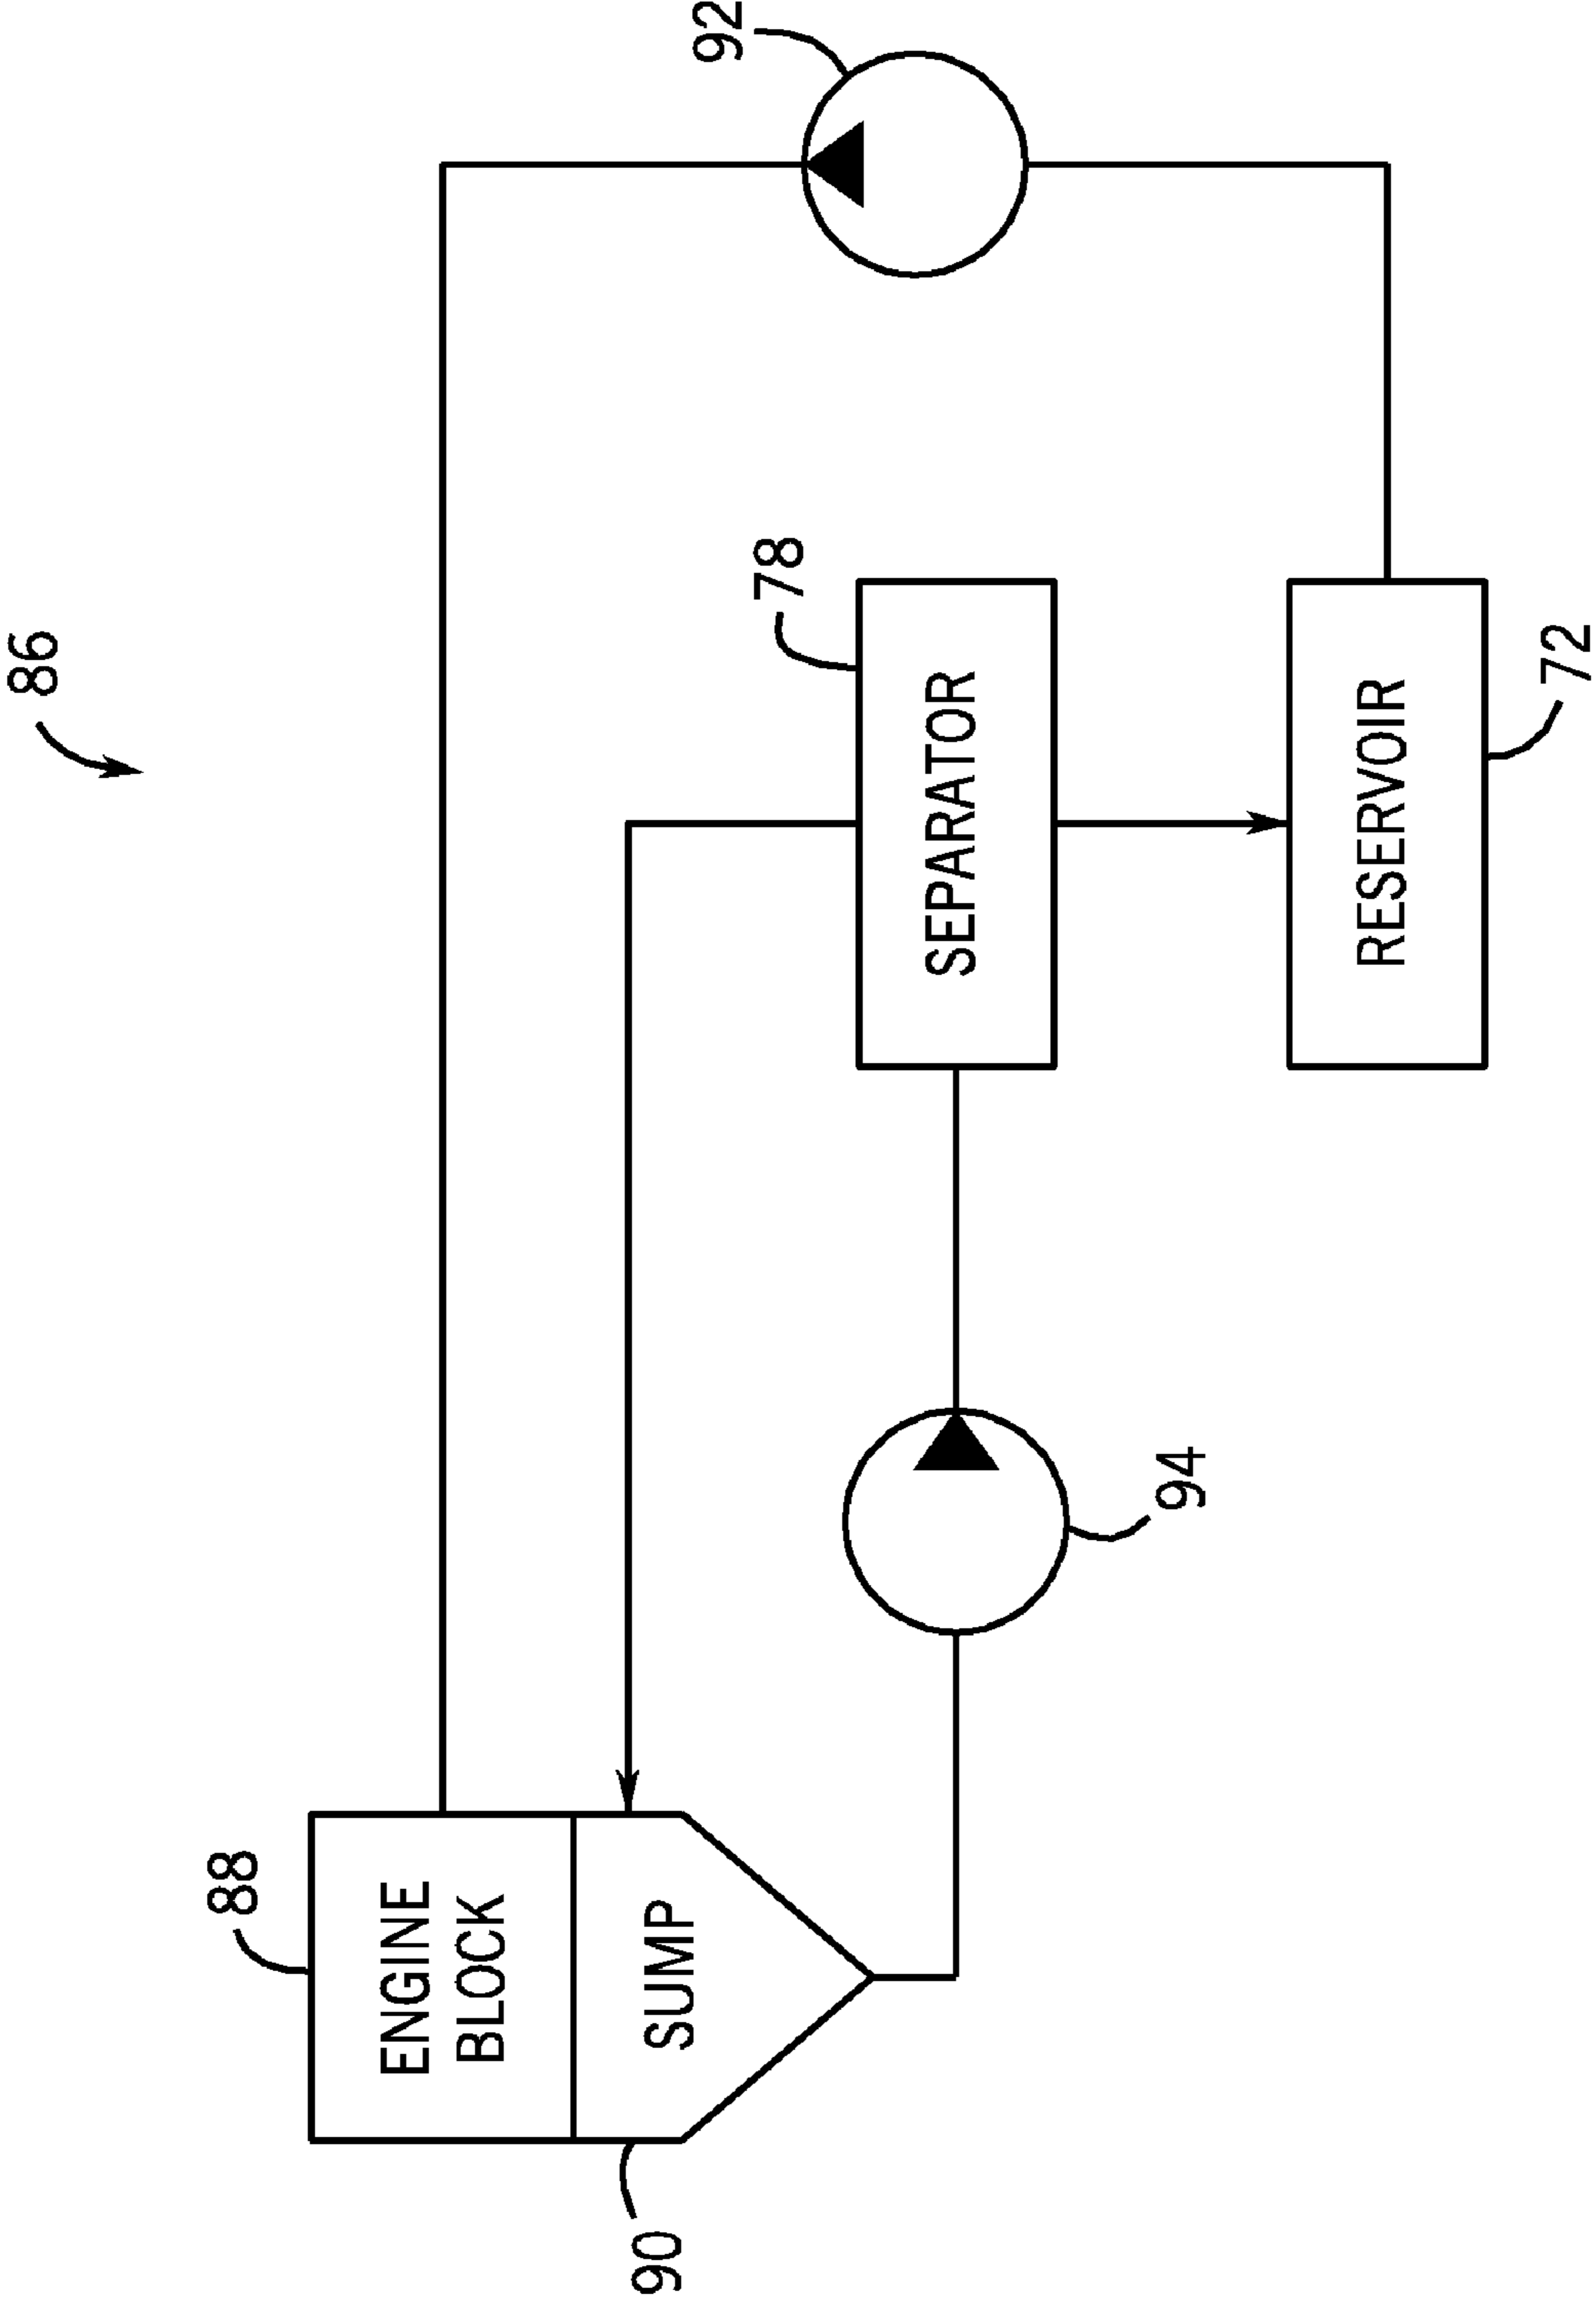 86
88
ENGINE
BLOCK
92
90
SUMP
78
SEPARATOR
94
RESERVOIR
72